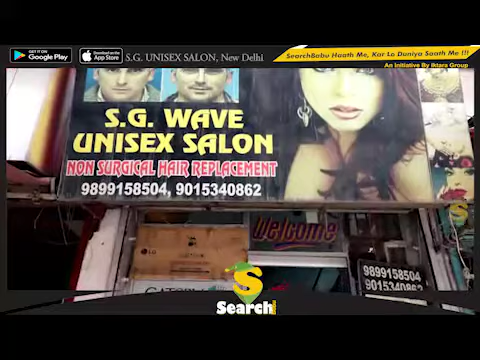 GET IT ON
Google Play
Download on the
App Store
S.G. UNISEX SALON, New Delhi
SearchBabu Haath Me, Kar Lo Duniya Saath Me !!!
An Initiative By Iktara Group
S.G. WAVE
UNISEX SALON
NON SURGICAL HAIR REPLACEMENT
9899158504, 9015340862
Welcome
LG
9899158504
9015340862
S
Search